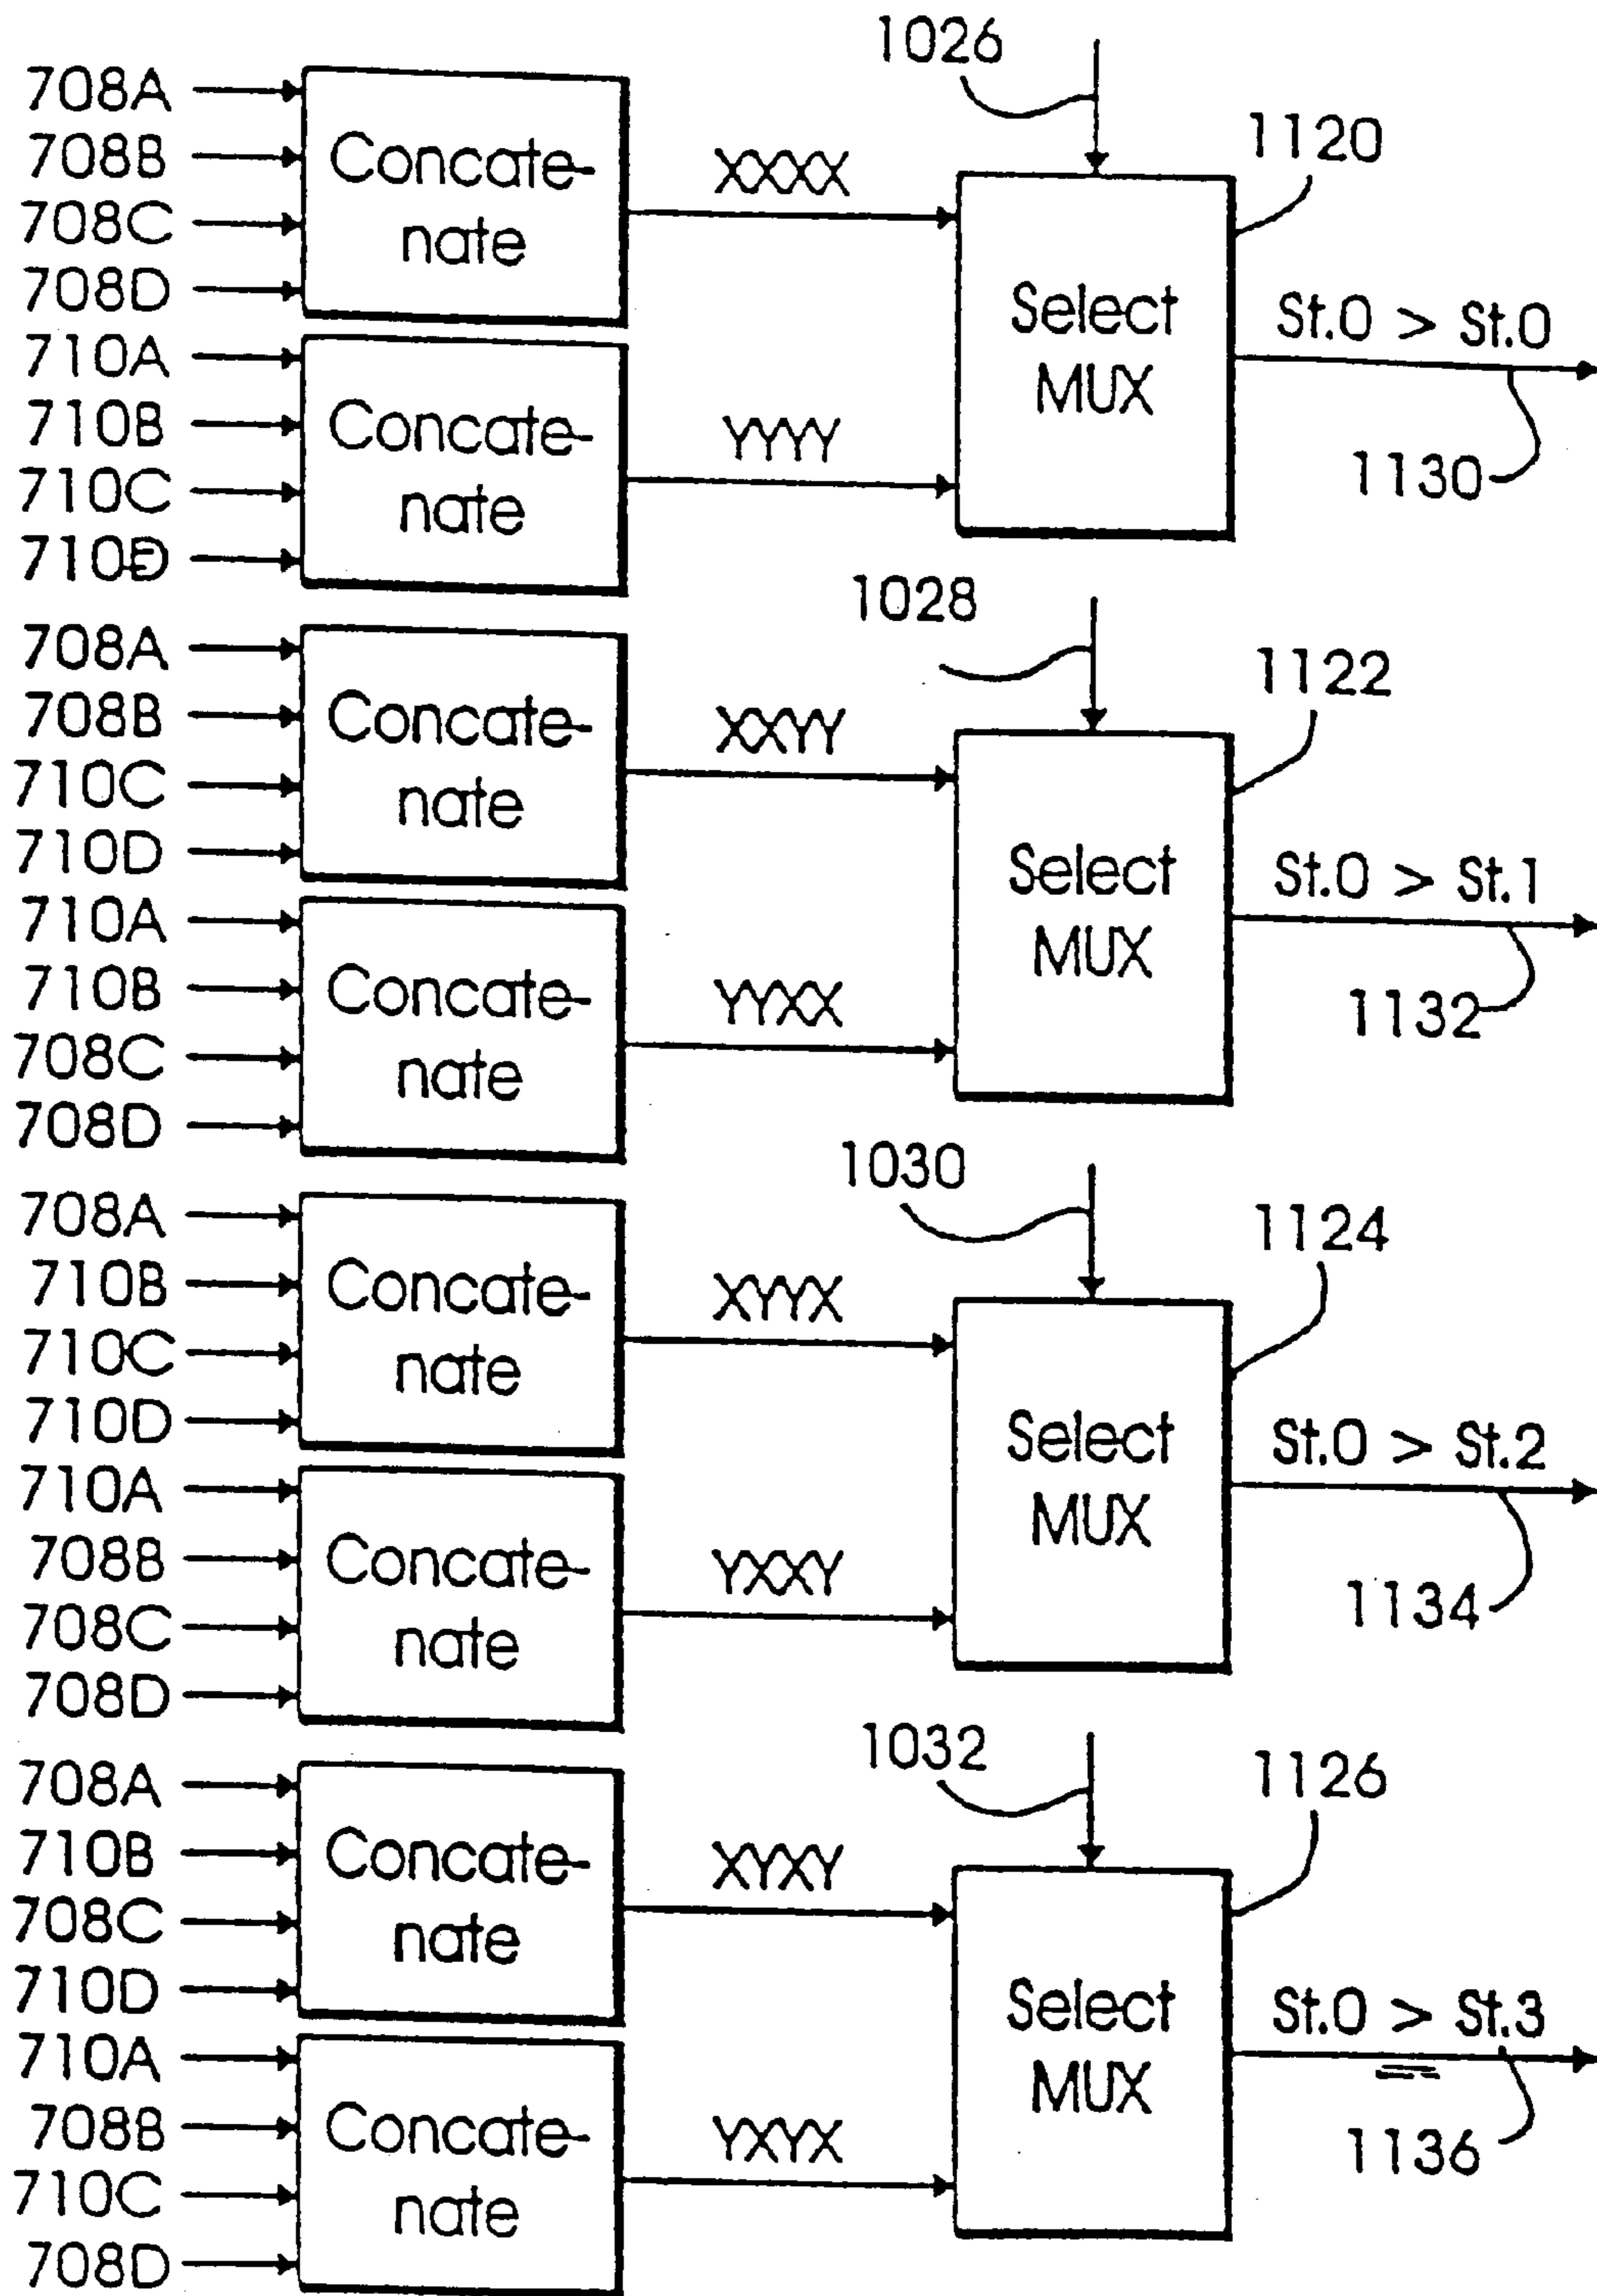 1026
708A
708B
708C
708D
Concate-
nate
XXXX
1120
Select
MUX
St.0 > St.0
1130
710A
710B
710C
710D
Concate-
nate
YYYY
1028
708A
708B
710C
710D
Concate-
nate
XXYY
1122
Select
MUX
St.0 > St.1
1132
710A
710B
708C
708D
Concate-
nate
YYXX
1030
708A
710B
710C
710D
Concate-
nate
XYYX
1124
Select
MUX
St.0 > St.2
1134
710A
708B
708C
708D
Concate-
nate
YXXY
1032
708A
710B
708C
710D
Concate-
nate
XYXY
1126
Select
MUX
St.0 > St.3
1136
710A
708B
710C
708D
Concate-
nate
YXYX